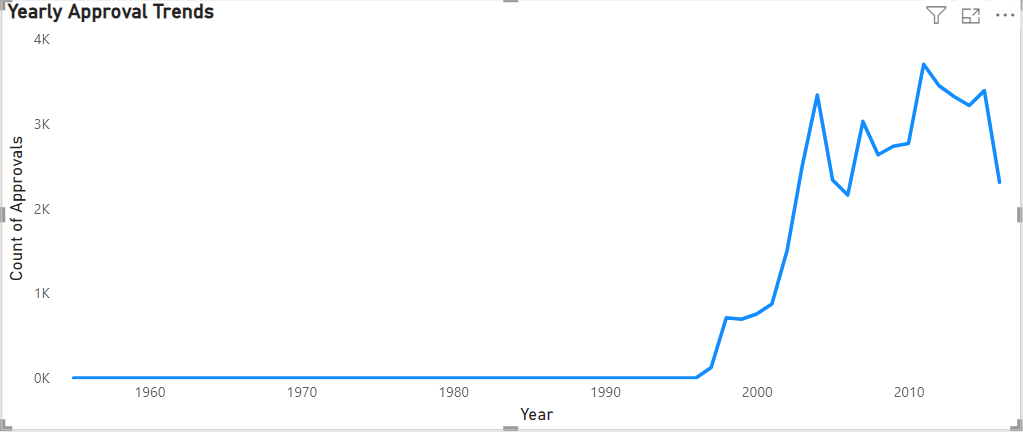 Yearly Approval Trends
4K
3K
2K
1K
0K
Count of Approvals
1960 1970 1980 1990 2000 2010
Year